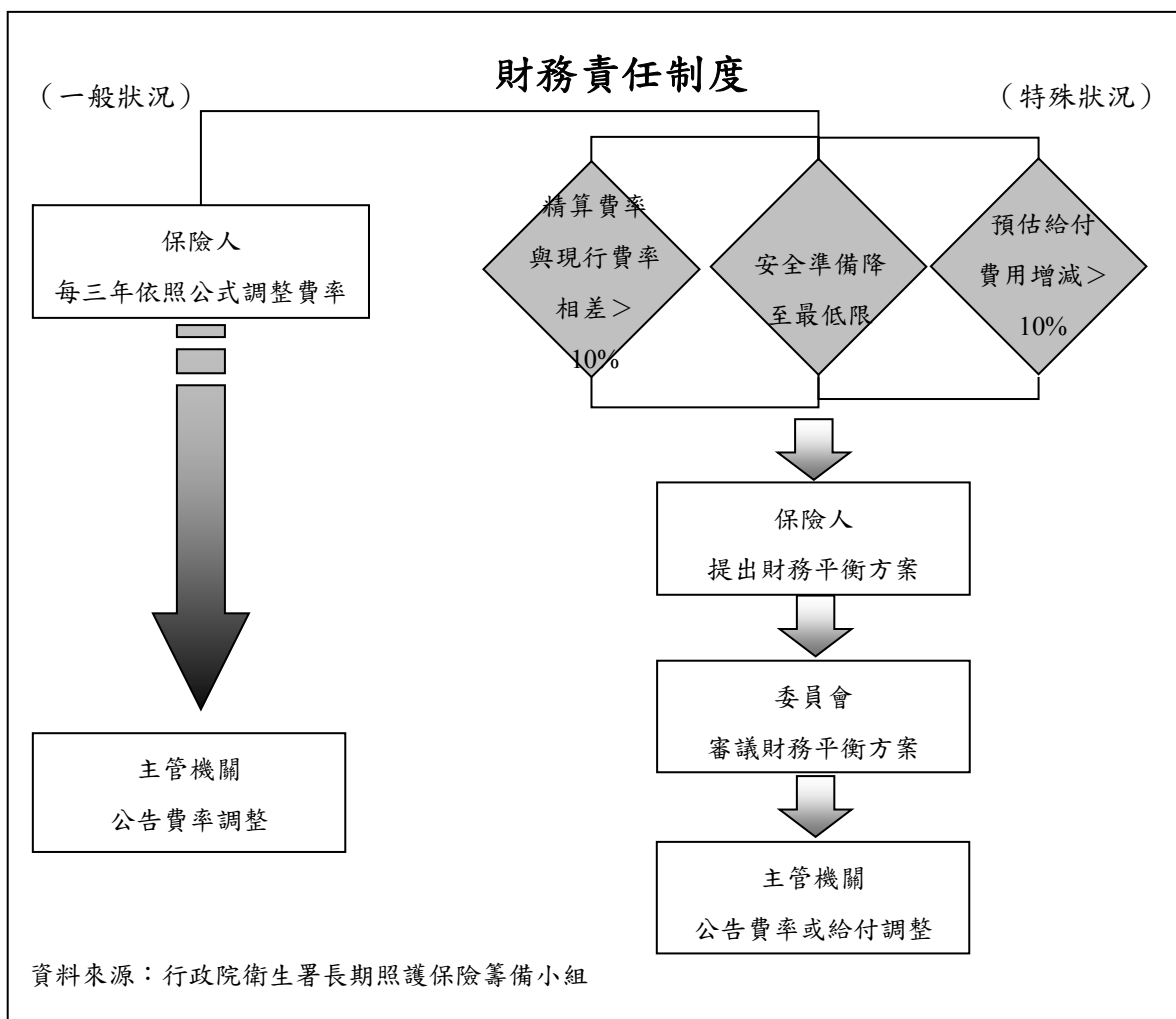 財務責任制度
（一般狀況）
（特殊狀況）
保險人
每三年依照公式調整費率
主管機關
公告費率調整
精算費率
與現行費率
相差＞
10%
安全準備降
至最低限
預估給付
費用增減＞
10%
保險人
提出財務平衡方案
委員會
審議財務平衡方案
主管機關
公告費率或給付調整
資料來源：行政院衛生署長期照護保險籌備小組